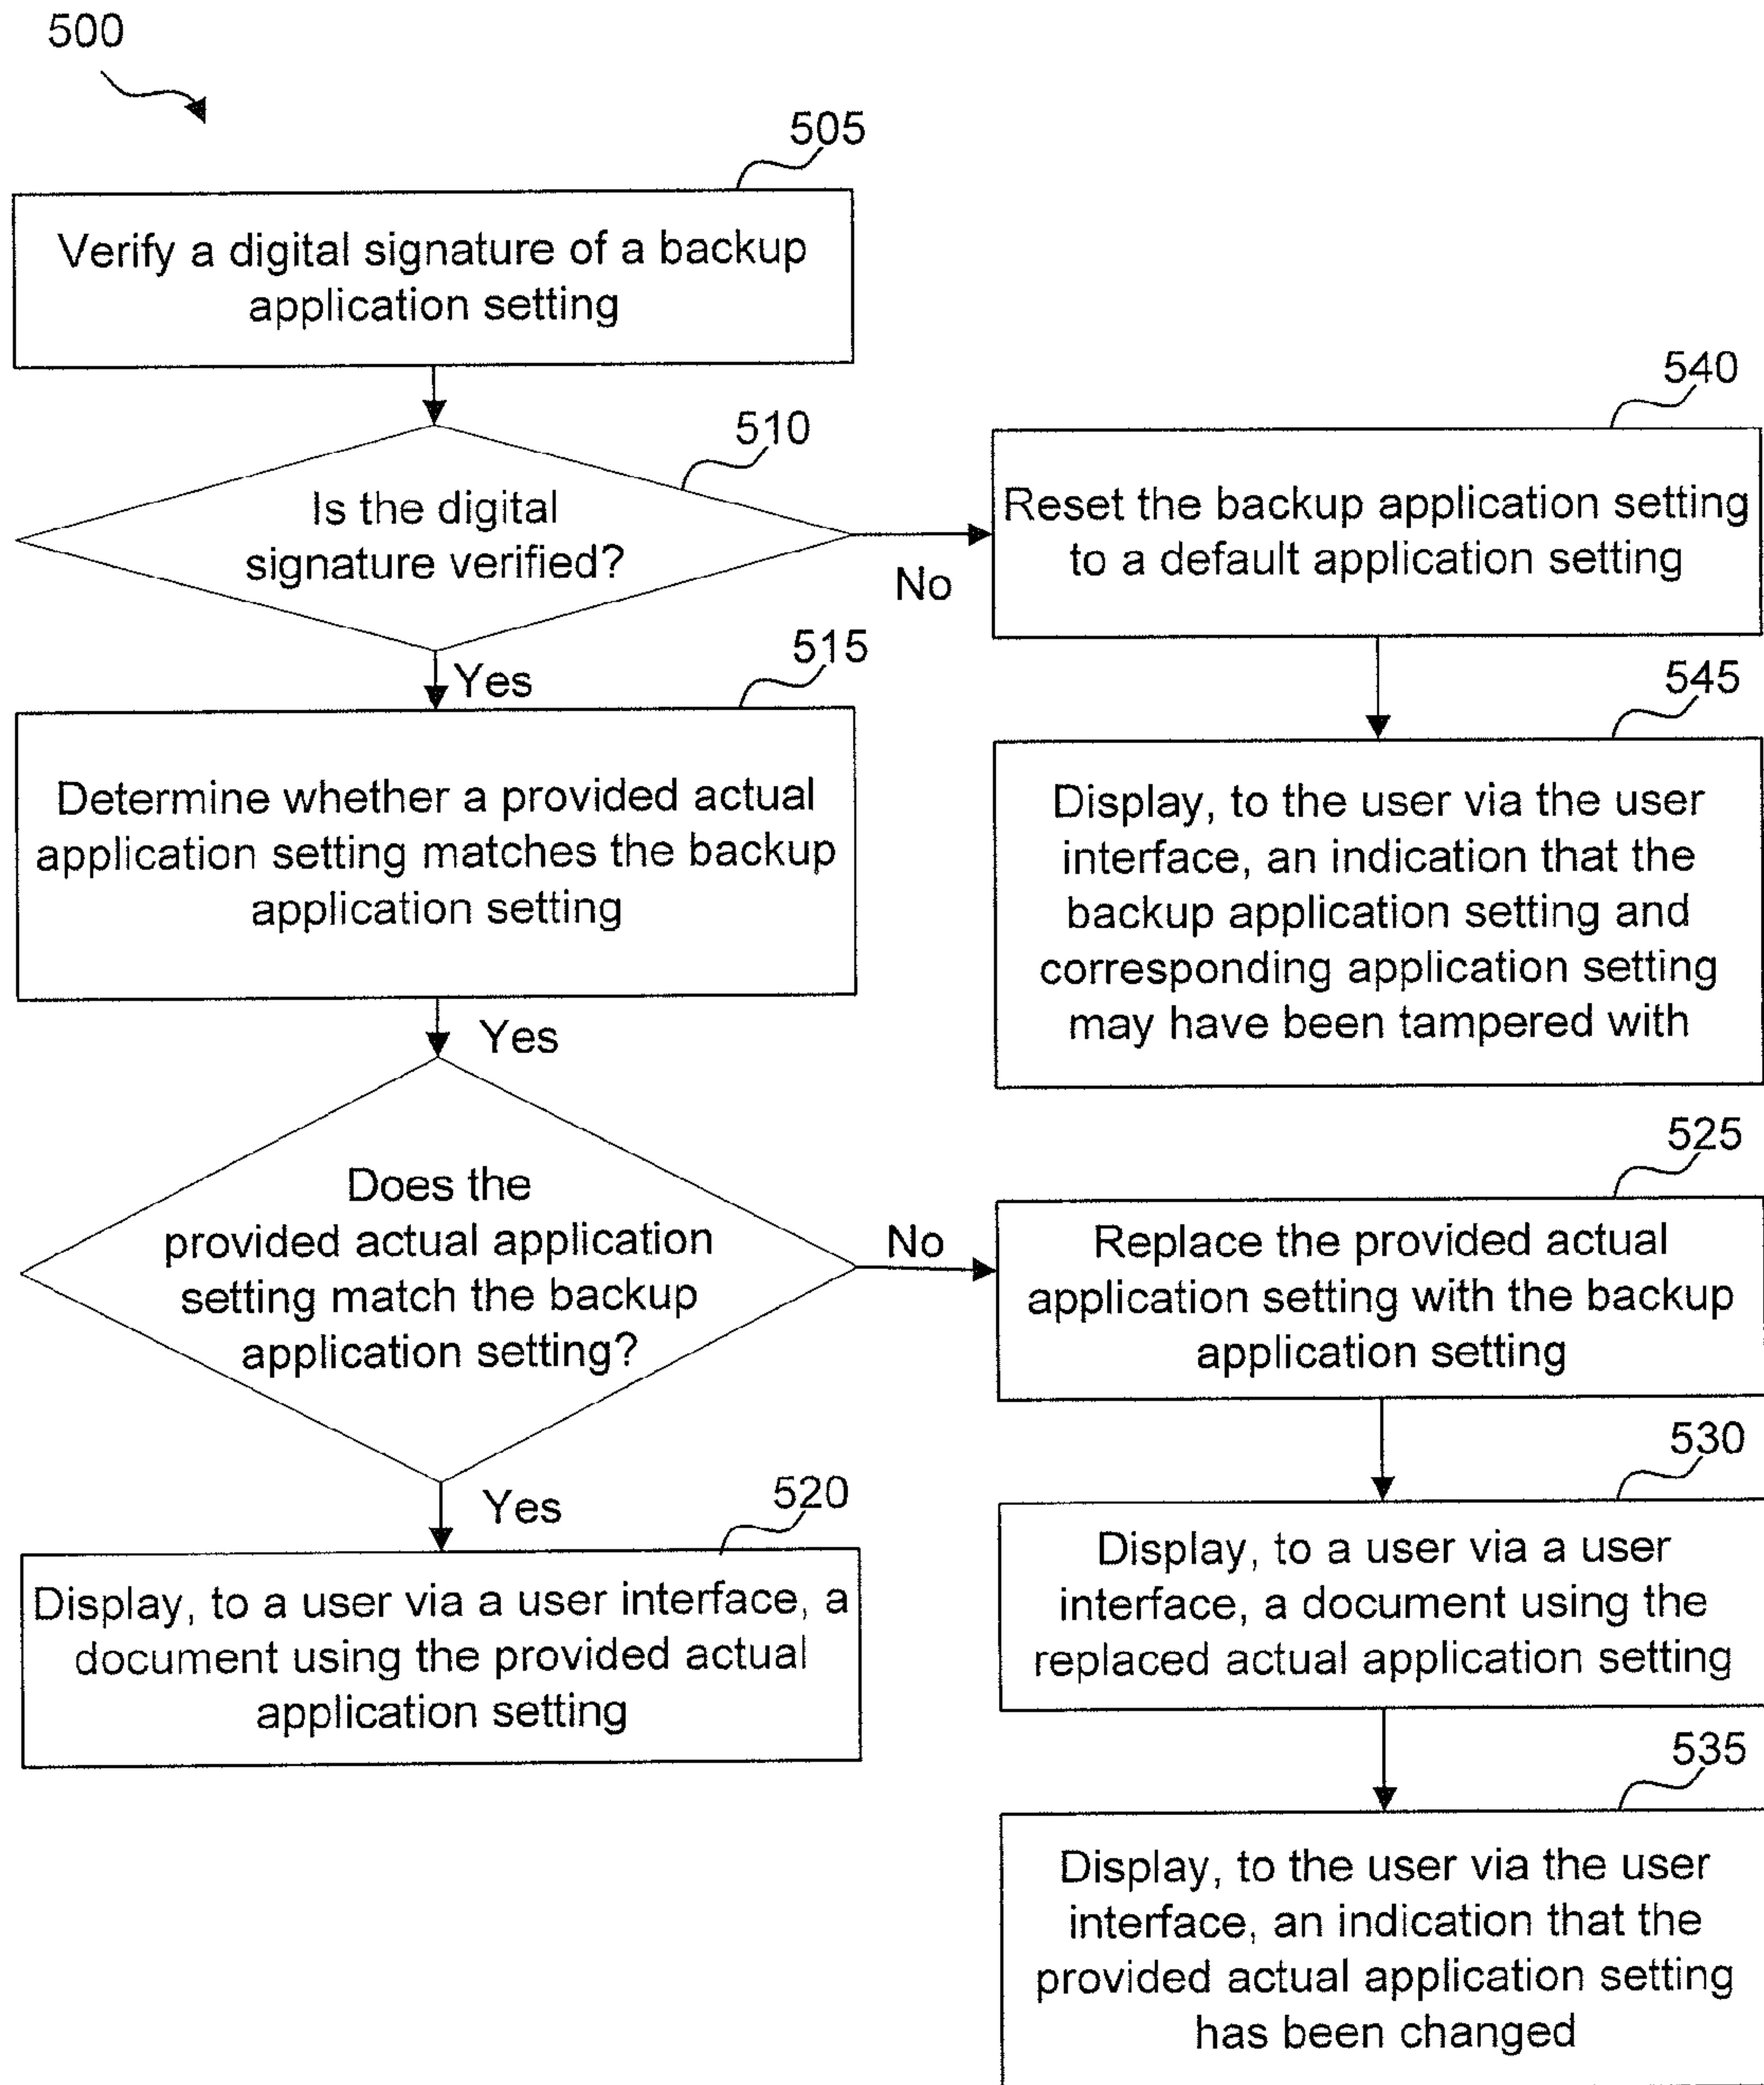 500
505
Verify a digital signature of a backup
application setting
510
Is the digital
signature verified?
No
Yes
540
Reset the backup application setting
to a default application setting
545
Display, to the user via the user
interface, an indication that the
backup application setting and
corresponding application setting
may have been tampered with
515
Determine whether a provided actual
application setting matches the backup
application setting
Yes
Does the
provided actual application
setting match the backup
application setting?
No
Yes
525
Replace the provided actual
application setting with the backup
application setting
530
Display, to a user via a user
interface, a document using the
replaced actual application setting
535
Display, to the user via the user
interface, an indication that the
provided actual application setting
has been changed
520
Display, to a user via a user interface, a
document using the provided actual
application setting